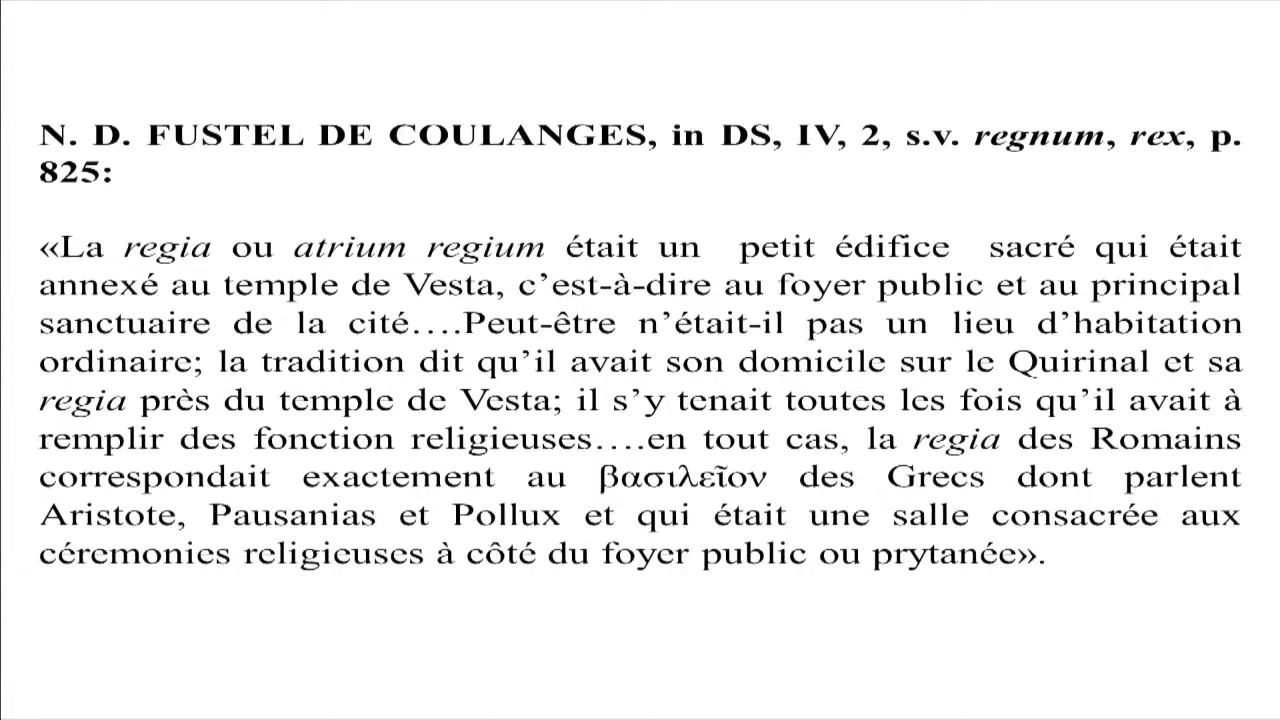 N. D. FUSTEL DE COULANGES, in DS, IV, 2, s.v. regnum, rex, p.
825:
«La regia ou atrium regium était un petit édifice sacré qui était
annexé au temple de Vesta, c’est-à-dire au foyer public et au principal
sanctuaire de la cité….Peut-être n’était-il pas un lieu d’habitation
ordinaire; la tradition dit qu’il avait son domicile sur le Quirinal et sa
regia près du temple de Vesta; il s’y tenait toutes les fois qu’il avait à
remplir des fonction religieuses….en tout cas, la regia des Romains
correspondait exactement au βασιλεῖον des Grecs dont parlent
Aristote, Pausanias et Pollux et qui était une salle consacrée aux
céremonies religieuses à côté du foyer public ou prytanée».